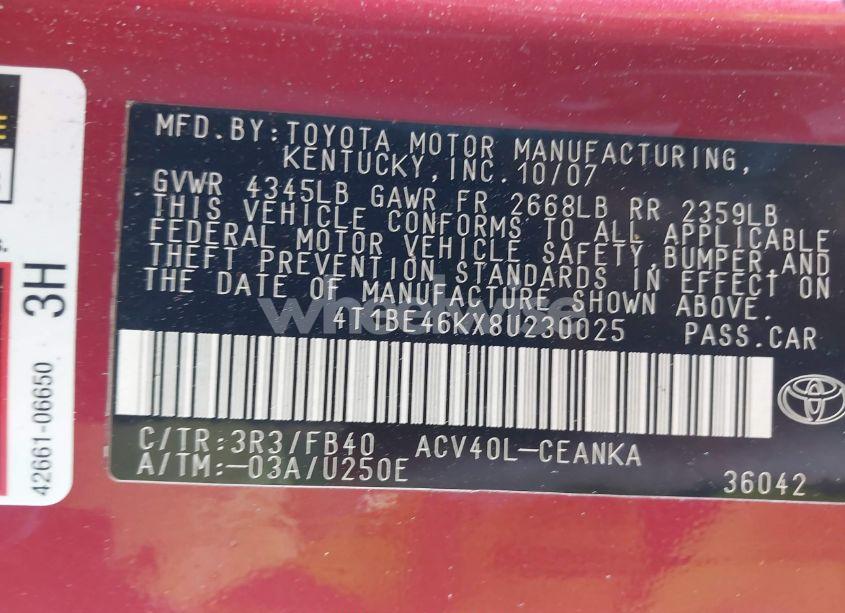 MFD. BY: TOYOTA MOTOR MANUFACTURING,
KENTUCKY, INC. 10/07
GVWR 4345LB GAWR FR 2668LB RR 2359LB
THIS VEHICLE CONFORMS TO ALL APPLICABLE
FEDERAL MOTOR VEHICLE SAFETY, BUMPER, AND
THEFT PREVENTION STANDARDS IN EFFECT ON
THE DATE OF MANUFACTURE SHOWN ABOVE.
4T1BE46KX8U230025 PASS.CAR
C/TR:3R3/FB40 ACV40L-CEANKA
A/TM:-03A/U250E
36042
3H
42661-06650